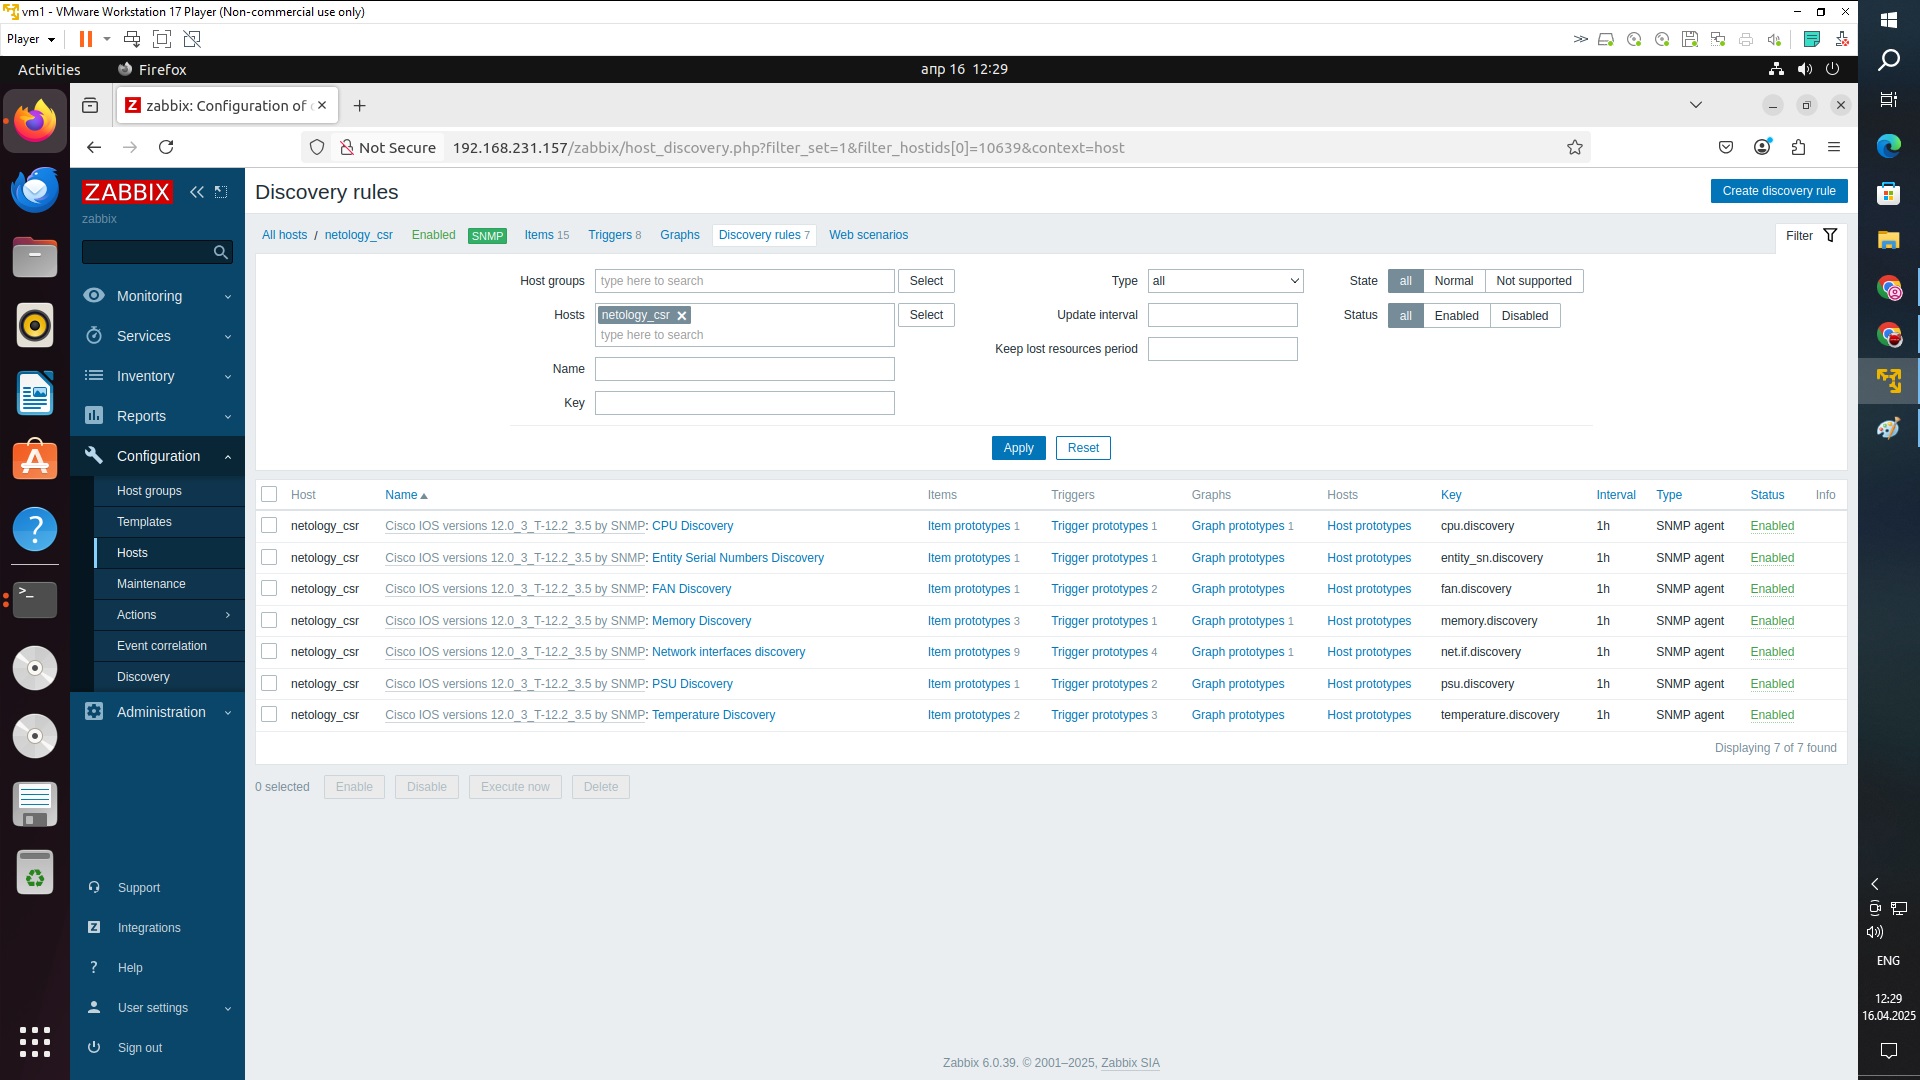 vm1 - VMware Workstation 17 Player (Non-commercial use only)
Player
Activities Firefox апр 16 12:29
zabbix: Configuration of
Not Secure 192.168.231.157/zabbix/host_discovery.php?filter_set=1&filter_hostids[0]=10639&context=host
ZABBIX
zabbix
Monitoring
Services
Inventory
Reports
Configuration
Host groups
Templates
Hosts
Maintenance
Actions
Event correlation
Discovery
Administration
Support
Integrations
Help
User settings
Sign out
Discovery rules Create discovery rule
All hosts / netology_csr Enabled SNMP Items 15 Triggers 8 Graphs Discovery rules 7 Web scenarios Filter
Host groups type here to search Select Type all State all Normal Not supported
Hosts netology_csr Select Update interval Status all Enabled Disabled
type here to search
Keep lost resources period
Name
Key
Apply Reset
Host Name Items Triggers Graphs Hosts Key Interval Type Status Info
netology_csr Cisco IOS versions 12.0_3_T-12.2_3.5 by SNMP: CPU Discovery Item prototypes 1 Trigger prototypes 1 Graph prototypes 1 Host prototypes cpu.discovery 1h SNMP agent Enabled
netology_csr Cisco IOS versions 12.0_3_T-12.2_3.5 by SNMP: Entity Serial Numbers Discovery Item prototypes 1 Trigger prototypes 1 Graph prototypes Host prototypes entity_sn.discovery 1h SNMP agent Enabled
netology_csr Cisco IOS versions 12.0_3_T-12.2_3.5 by SNMP: FAN Discovery Item prototypes 1 Trigger prototypes 2 Graph prototypes Host prototypes fan.discovery 1h SNMP agent Enabled
netology_csr Cisco IOS versions 12.0_3_T-12.2_3.5 by SNMP: Memory Discovery Item prototypes 3 Trigger prototypes 1 Graph prototypes 1 Host prototypes memory.discovery 1h SNMP agent Enabled
netology_csr Cisco IOS versions 12.0_3_T-12.2_3.5 by SNMP: Network interfaces discovery Item prototypes 9 Trigger prototypes 4 Graph prototypes 1 Host prototypes net.if.discovery 1h SNMP agent Enabled
netology_csr Cisco IOS versions 12.0_3_T-12.2_3.5 by SNMP: PSU Discovery Item prototypes 1 Trigger prototypes 2 Graph prototypes Host prototypes psu.discovery 1h SNMP agent Enabled
netology_csr Cisco IOS versions 12.0_3_T-12.2_3.5 by SNMP: Temperature Discovery Item prototypes 2 Trigger prototypes 3 Graph prototypes Host prototypes temperature.discovery 1h SNMP agent Enabled
Displaying 7 of 7 found
0 selected Enable Disable Execute now Delete
Zabbix 6.0.39. © 2001–2025, Zabbix SIA
ENG
12:29
16.04.2025